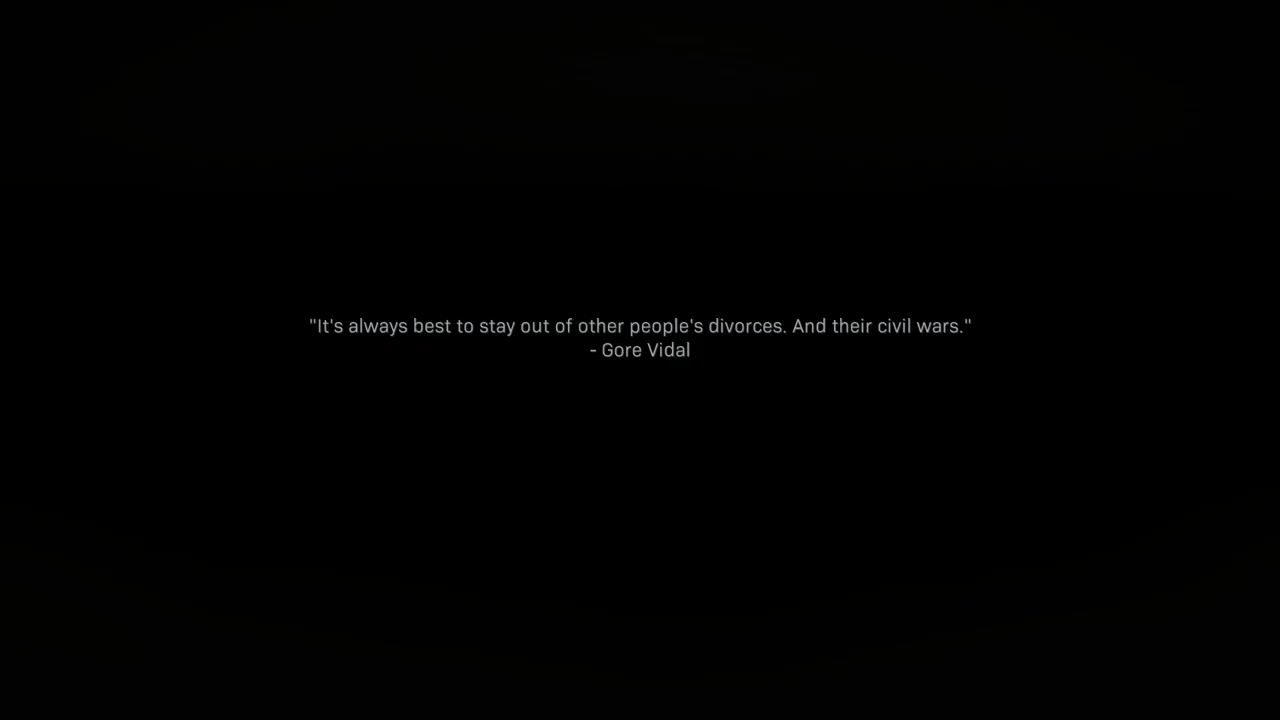 "It's always best to stay out of other people's divorces. And their civil wars."
- Gore Vidal